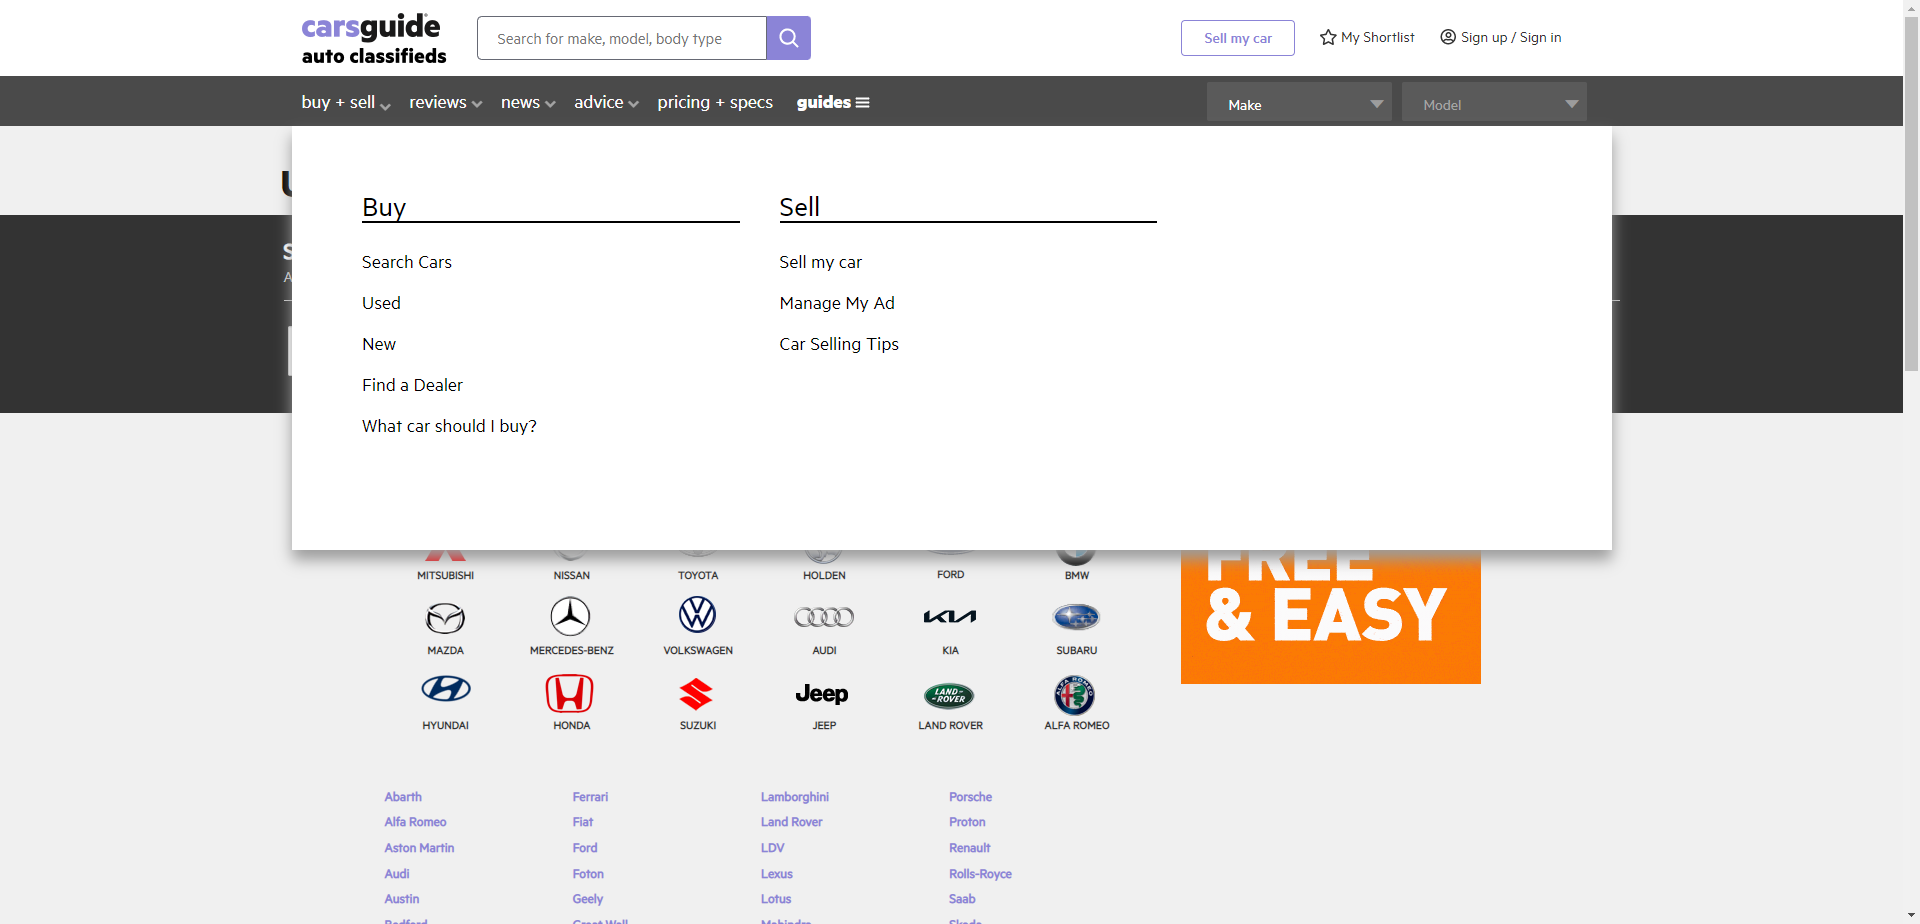 carsguide
auto classifieds
Search for make, model, body type
Sell my car
My Shortlist
Sign up / Sign in
buy + sell
reviews
news
advice
pricing + specs
guides
Make
Model
Buy
Sell
Search Cars
Sell my car
Used
Manage My Ad
New
Car Selling Tips
Find a Dealer
What car should I buy?
FREE
& EASY
MITSUBISHI
NISSAN
TOYOTA
HOLDEN
FORD
BMW
MAZDA
MERCEDES-BENZ
VOLKSWAGEN
AUDI
KIA
SUBARU
Jeep
LAND-
-ROVER
ALFA ROMEO
HYUNDAI
HONDA
SUZUKI
JEEP
LAND ROVER
ALFA ROMEO
Abarth
Ferrari
Lamborghini
Porsche
Alfa Romeo
Fiat
Land Rover
Proton
Aston Martin
Ford
LDV
Renault
Audi
Foton
Lexus
Rolls-Royce
Austin
Geely
Lotus
Saab